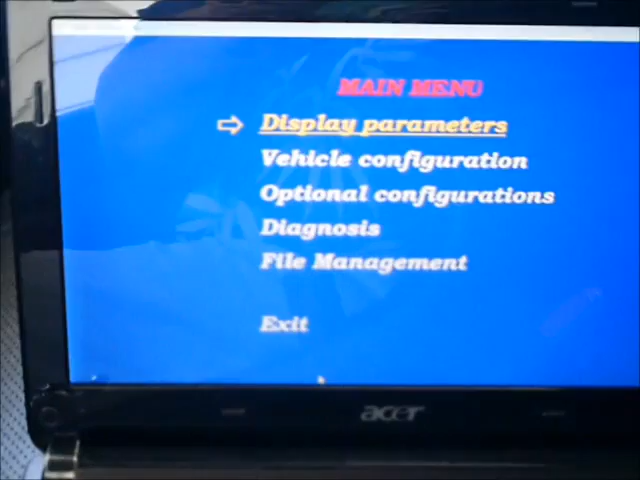 MAIN MENU
Display parameters
Vehicle configuration
Optional configurations
Diagnosis
File Management
Exit
acer